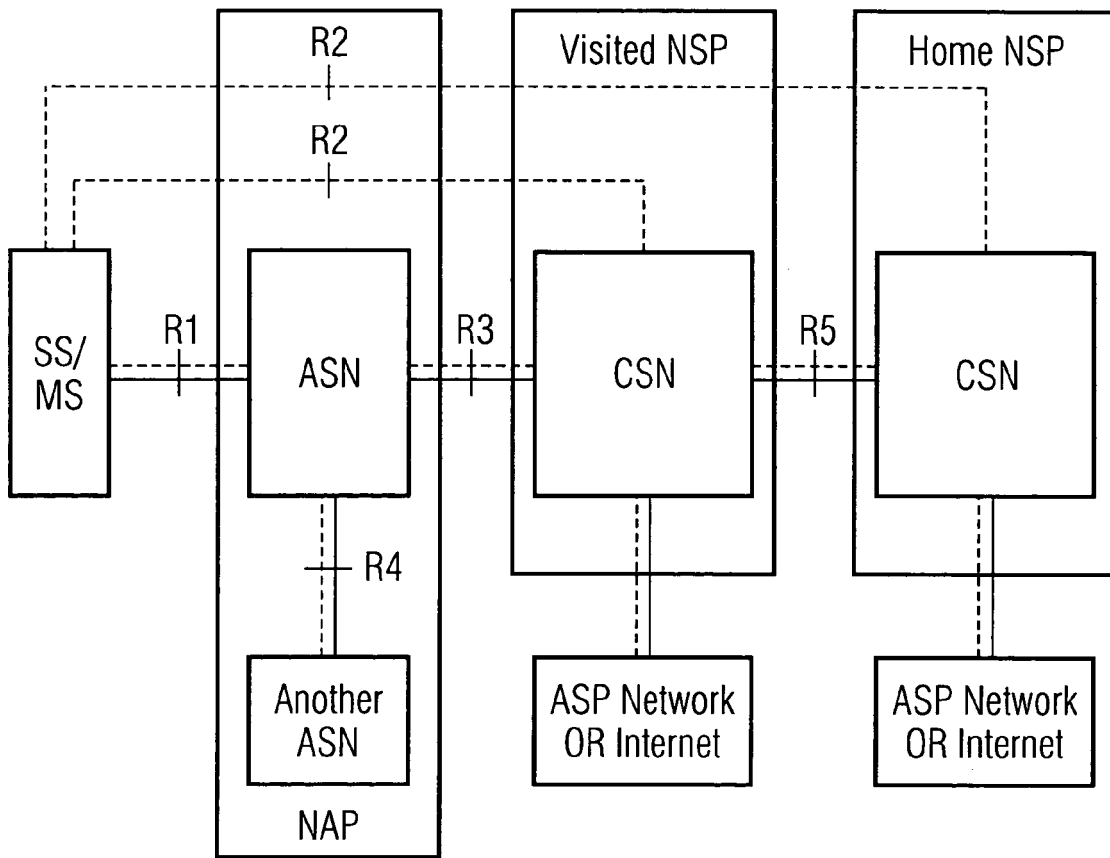 R2
Visited NSP
Home NSP
R2
SS/
MS
R1
ASN
R3
CSN
R5
CSN
R4
Another
ASN
ASP Network
OR Internet
ASP Network
OR Internet
NAP